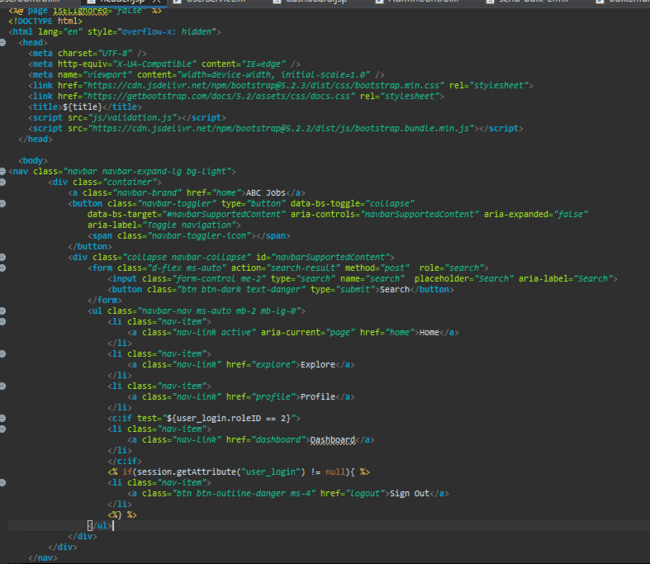 header.jsp
dashboard.jsp
<%@ page isELIgnored="false" %>
<!DOCTYPE html>
<html lang="en" style="overflow-x: hidden">
<head>
<meta charset="UTF-8" />
<meta http-equiv="X-UA-Compatible" content="IE=edge" />
<meta name="viewport" content="width=device-width, initial-scale=1.0" />
<link href="https://cdn.jsdelivr.net/npm/bootstrap@5.2.3/dist/css/bootstrap.min.css" rel="stylesheet">
<link href="https://getbootstrap.com/docs/5.2/assets/css/docs.css" rel="stylesheet">
<title>${title}</title>
<script src="js/validation.js"></script>
<script src="https://cdn.jsdelivr.net/npm/bootstrap@5.2.3/dist/js/bootstrap.bundle.min.js"></script>
</head>
<body>
<nav class="navbar navbar-expand-lg bg-light">
<div class="container">
<a class="navbar-brand" href="home">ABC Jobs</a>
<button class="navbar-toggler" type="button" data-bs-toggle="collapse"
data-bs-target="#navbarSupportedContent" aria-controls="navbarSupportedContent" aria-expanded="false"
aria-label="Toggle navigation">
<span class="navbar-toggler-icon"></span>
</button>
<div class="collapse navbar-collapse" id="navbarSupportedContent">
<form class="d-flex ms-auto" action="search-result" method="post"  role="search">
<input class="form-control me-2" type="search" name="search"  placeholder="Search" aria-label="Search">
<button class="btn btn-dark text-danger" type="submit">Search</button>
</form>
<ul class="navbar-nav ms-auto mb-2 mb-lg-0">
<li class="nav-item">
<a class="nav-link active" aria-current="page" href="home">Home</a>
</li>
<li class="nav-item">
<a class="nav-link" href="explore">Explore</a>
</li>
<li class="nav-item">
<a class="nav-link" href="profile">Profile</a>
</li>
<c:if test="${user_login.roleID == 2}">
<li class="nav-item">
<a class="nav-link" href="dashboard">Dashboard</a>
</li>
</c:if>
<% if(session.getAttribute("user_login") != null){ %>
<li class="nav-item">
<a class="btn btn-outline-danger ms-4" href="logout">Sign Out</a>
</li>
<%} %>
</ul>
</div>
</div>
</nav>